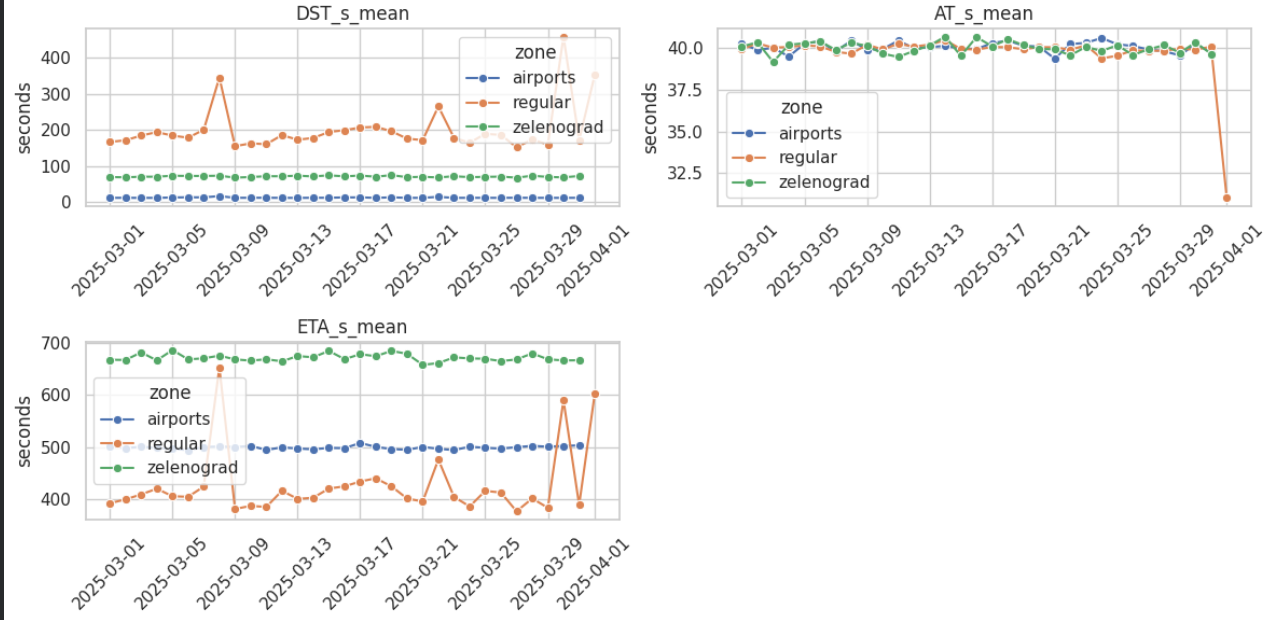 DST_s_mean
400
300
200
100
0
seconds
zone
airports
regular
zelenograd
2025-03-01
2025-03-05
2025-03-09
2025-03-13
2025-03-17
2025-03-21
2025-03-25
2025-03-29
2025-04-01
AT_s_mean
40.0
37.5
35.0
32.5
seconds
zone
airports
regular
zelenograd
2025-03-01
2025-03-05
2025-03-09
2025-03-13
2025-03-17
2025-03-21
2025-03-25
2025-03-29
2025-04-01
ETA_s_mean
700
600
500
400
seconds
zone
airports
regular
zelenograd
2025-03-01
2025-03-05
2025-03-09
2025-03-13
2025-03-17
2025-03-21
2025-03-25
2025-03-29
2025-04-01